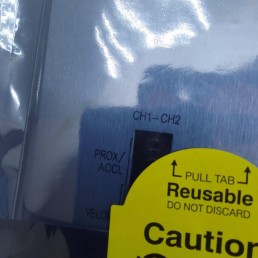 CH1-CH2
PROX/
ACCL
PULL TAB
Reusable
DO NOT DISCARD
Caution